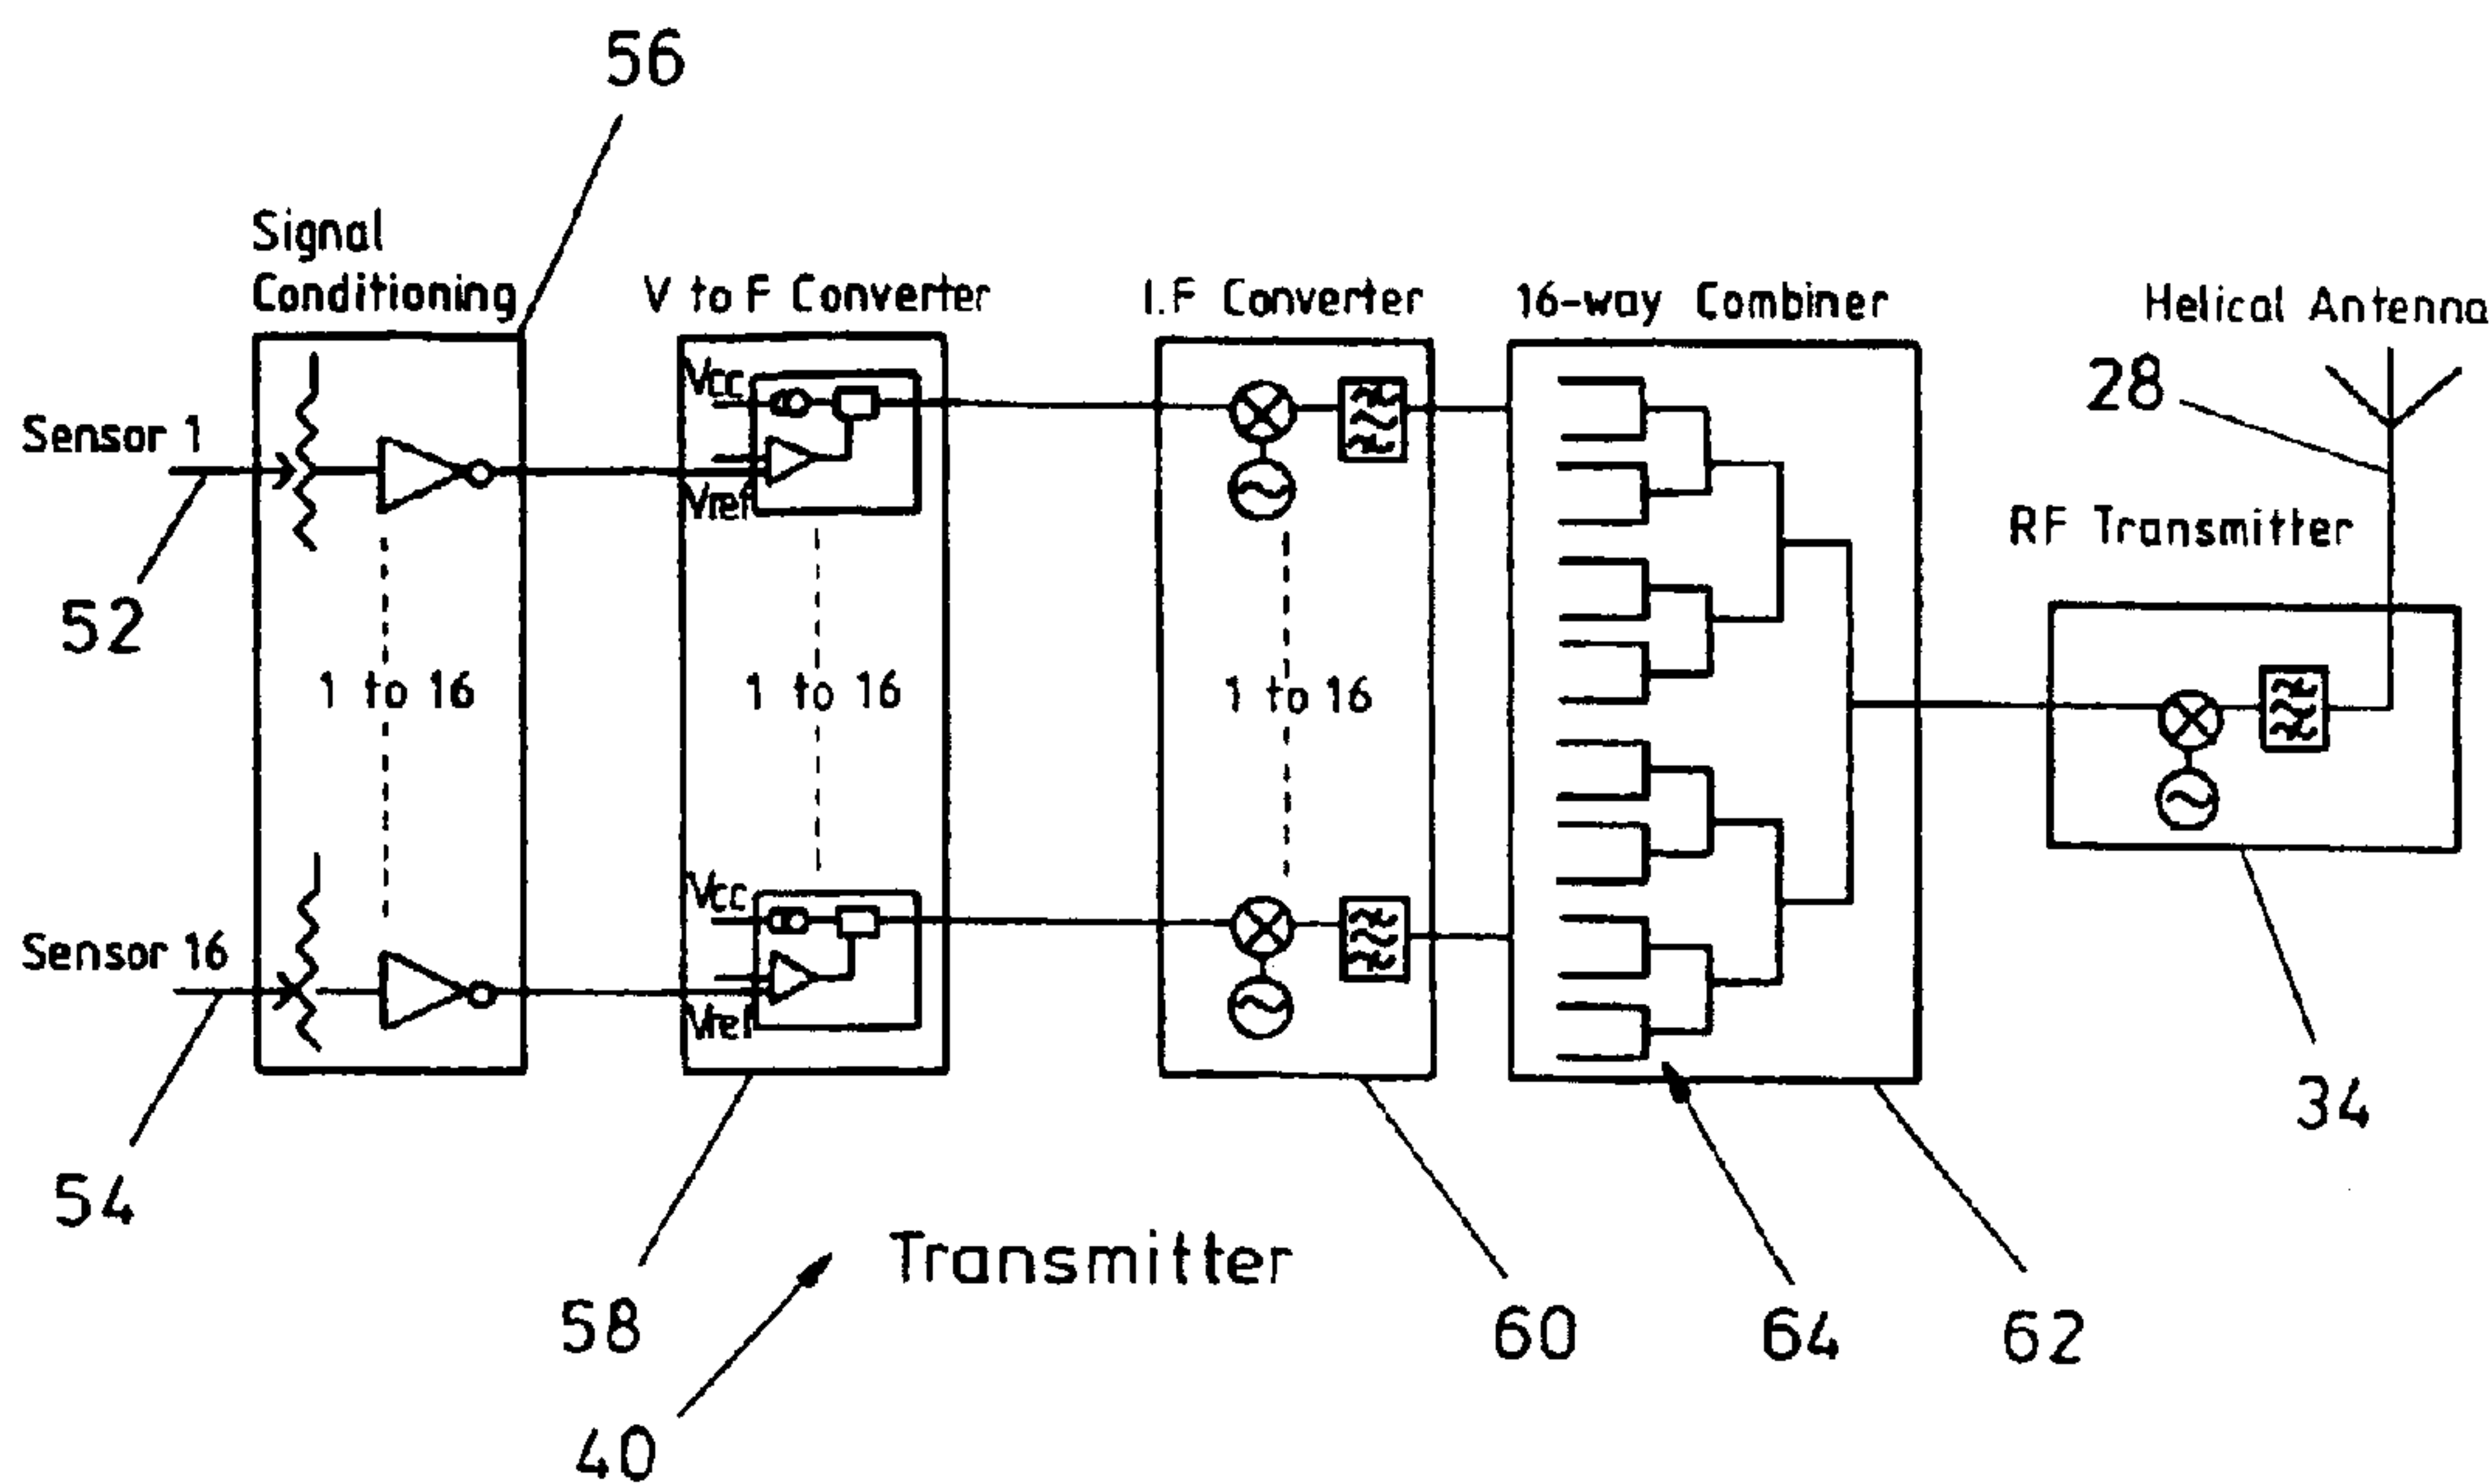 56
Signal
Conditioning
V to F Converter
I.F Converter
16-way Combiner
Helical Antenna
28
Vcc
Sensor 1
Vref
RF Transmitter
52
1 to 16
1 to 16
1 to 16
Vcc
Sensor 16
Vref
34
54
Transmitter
58
60
64
62
40